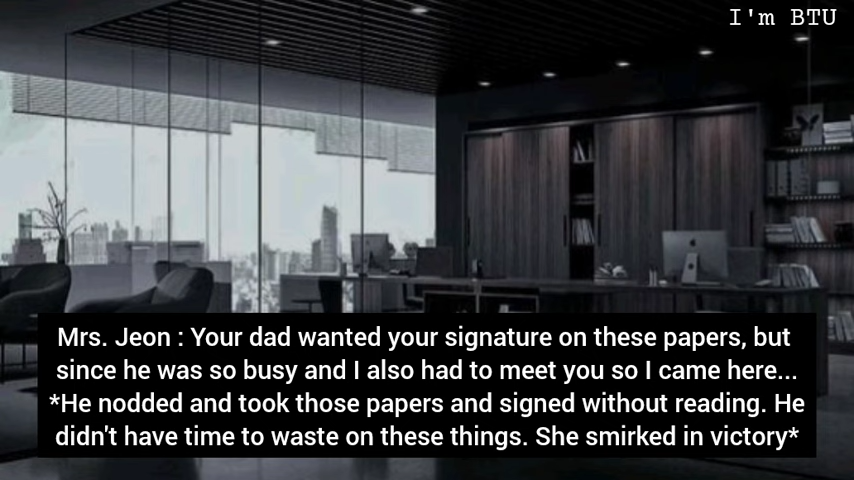 I'm BTU
Mrs. Jeon : Your dad wanted your signature on these papers, but
since he was so busy and I also had to meet you so I came here...
*He nodded and took those papers and signed without reading. He
didn't have time to waste on these things. She smirked in victory*